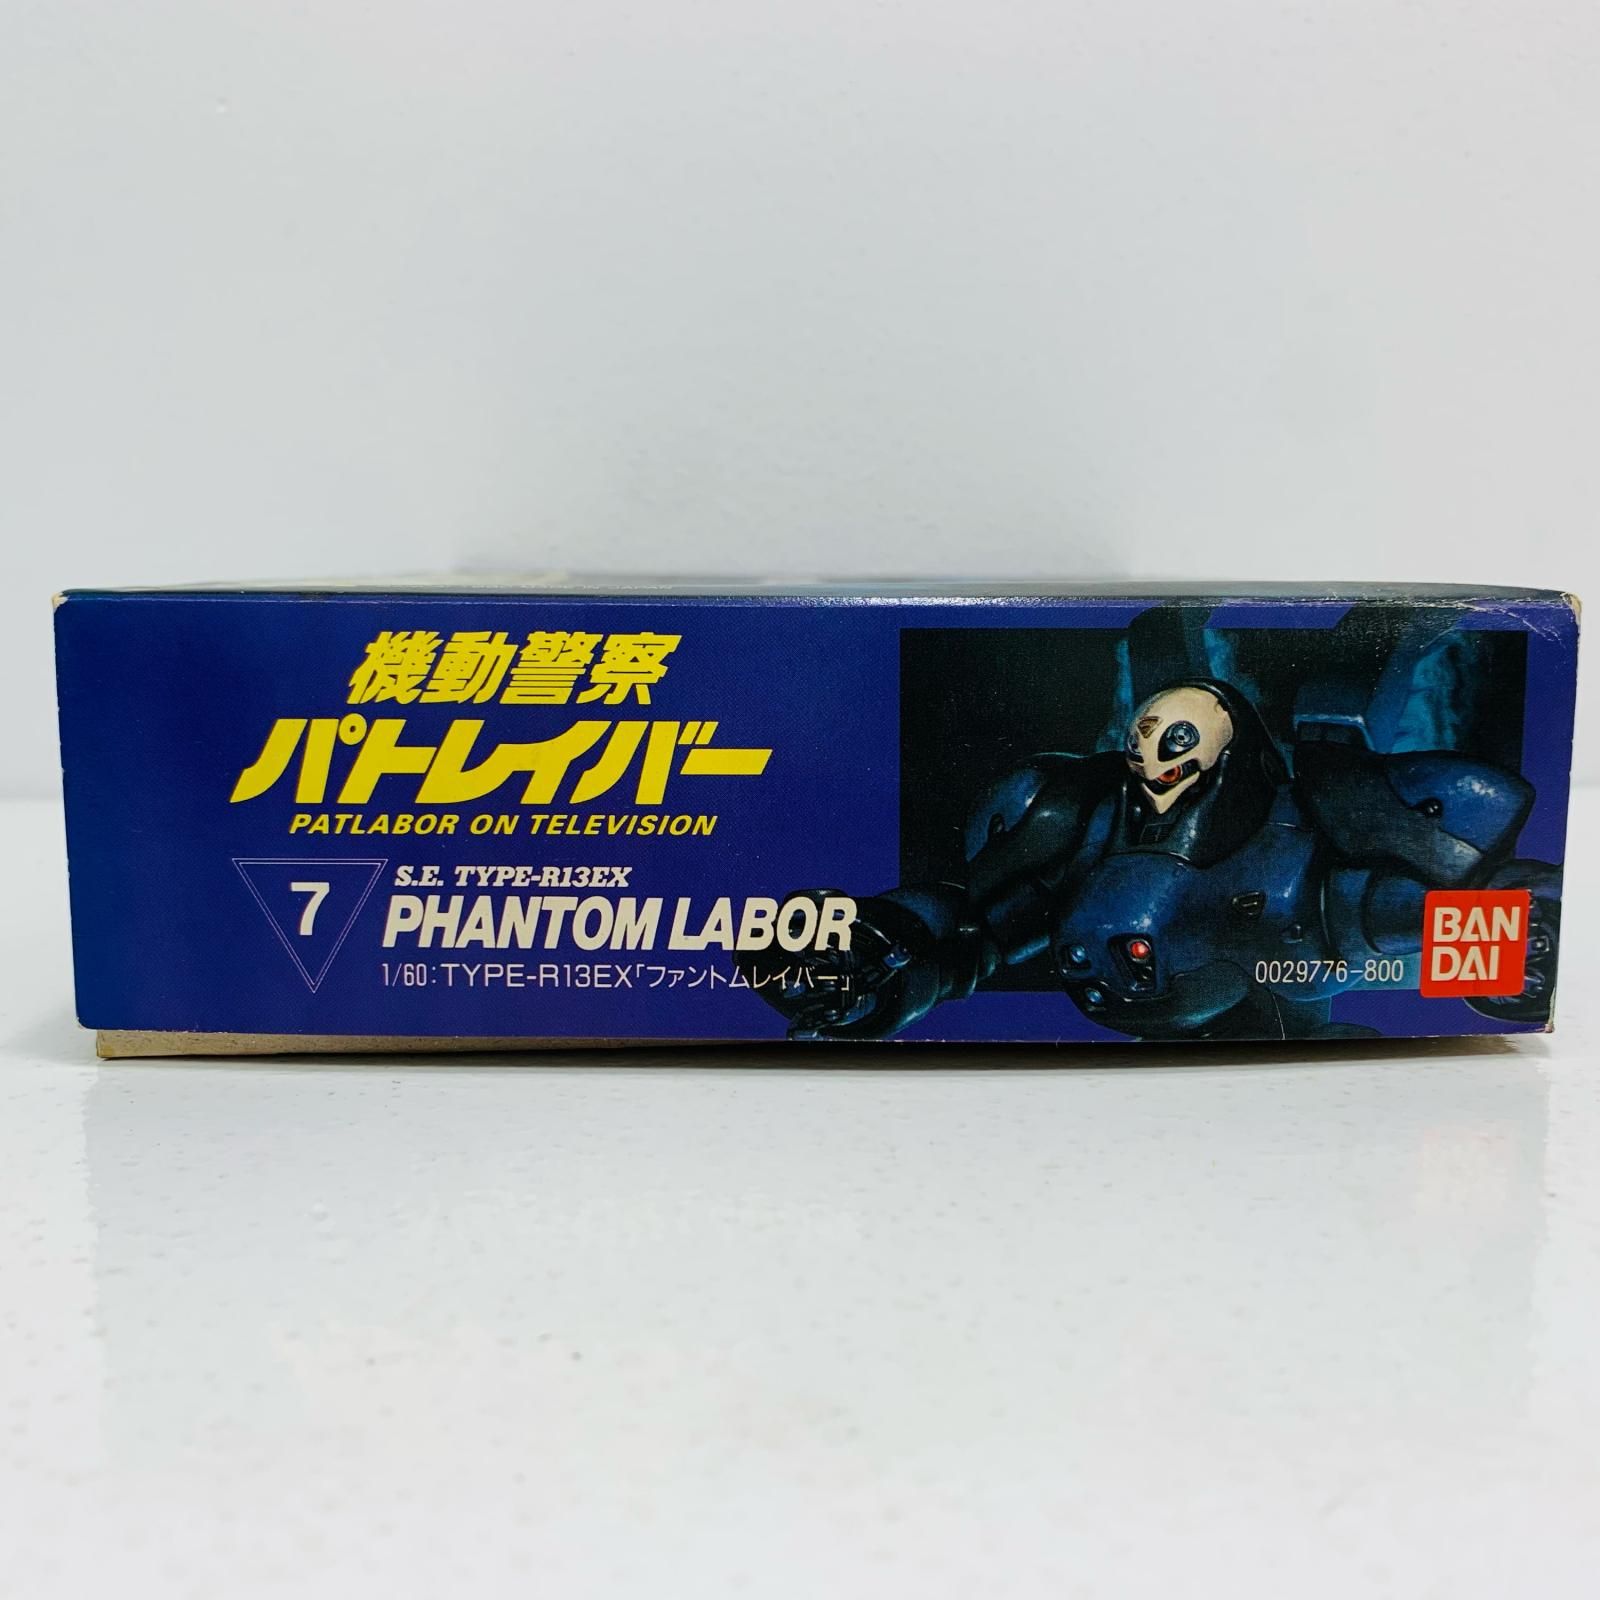 機動警察
パトレイバー
PATLABOR ON TELEVISION
7
S.E. TYPE-R13EX
PHANTOM LABOR
1/60:TYPE-R13EX「ファントムレイバー」
0029776-800
BAN
DAI